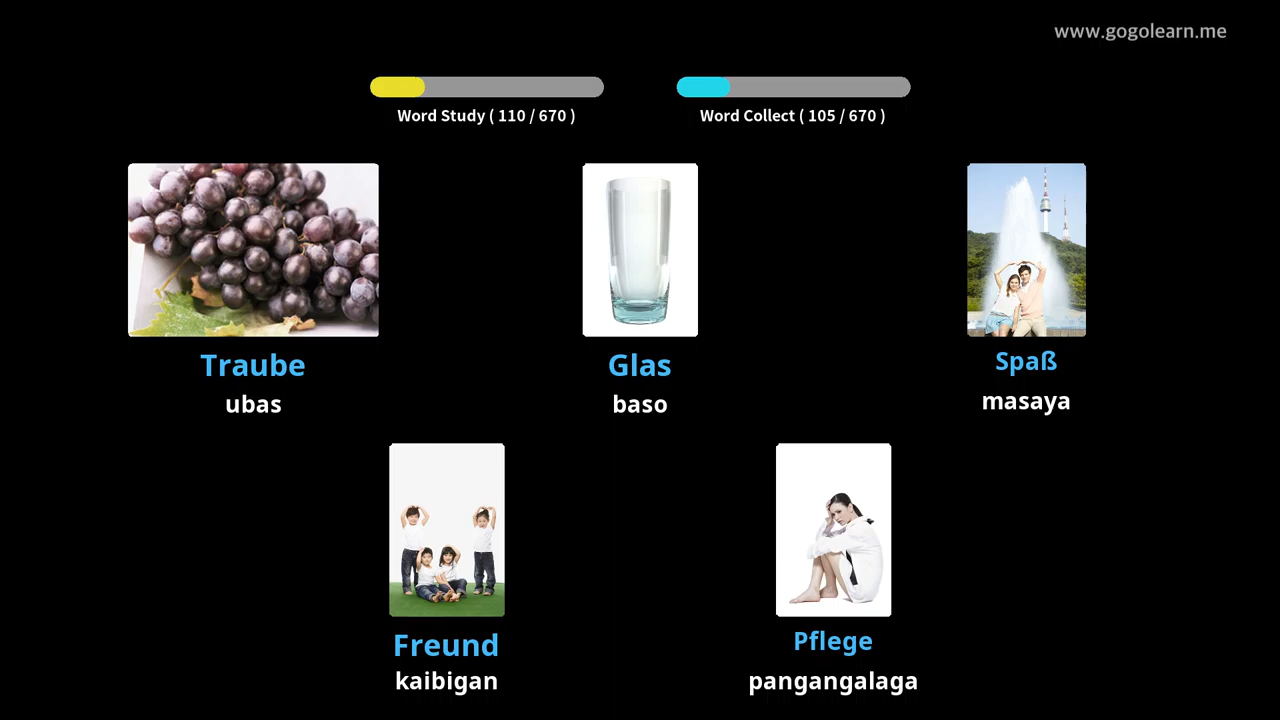 www.gogolearn.me
Word Study ( 110 / 670 )
Word Collect ( 105 / 670 )
Traube
ubas
Glas
baso
Spaß
masaya
Freund
kaibigan
Pflege
pangangalaga